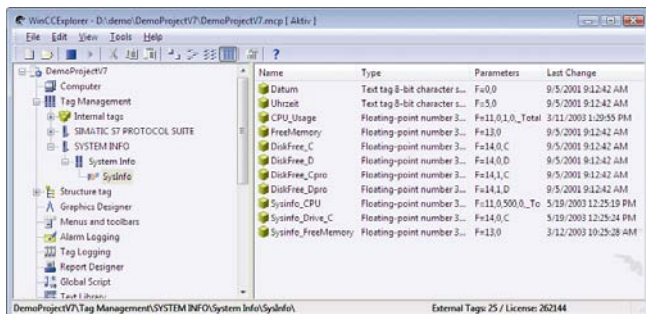 WinCCExplorer - D:\demo\DemoProjectV7\DemoProjectV7.mcp [Aktiv]
File Edit View Tools Help
DemoProjectV7
Computer
Tag Management
Internal tags
SIMATIC S7 PROTOCOL SUITE
SYSTEM INFO
System Info
SysInfo
Structure tag
Graphics Designer
Menus and toolbars
Alarm Logging
Tag Logging
Report Designer
Global Script
Text Library
Name Type Parameters Last Change
Datum Text tag 8-bit character s... F=0,0 9/5/2001 9:12:42 AM
Uhrzeit Text tag 8-bit character s... F=5,0 9/5/2001 9:12:42 AM
CPU_Usage Floating-point number 3... F=11,0,1,0,_Total 3/11/2003 1:29:55 PM
FreeMemory Floating-point number 3... F=13,0 9/5/2001 9:12:42 AM
DiskFree_C Floating-point number 3... F=14,0,C 9/5/2001 9:12:42 AM
DiskFree_D Floating-point number 3... F=14,0,D 9/5/2001 9:12:42 AM
DiskFree_Cpro Floating-point number 3... F=14,1,C 9/5/2001 9:12:42 AM
DiskFree_Dpro Floating-point number 3... F=14,1,D 9/5/2001 9:12:42 AM
Sysinfo_CPU Floating-point number 3... F=11,0,500,0,_To 5/19/2003 12:25:19 PM
Sysinfo_Drive_C Floating-point number 3... F=14,0,C 5/19/2003 12:25:24 PM
Sysinfo_FreeMemory Floating-point number 3... F=13,0 3/12/2003 10:25:28 AM
DemoProjectV7\Tag Management\SYSTEM INFO\System Info\SysInfo\ External Tags: 25 / License: 262144